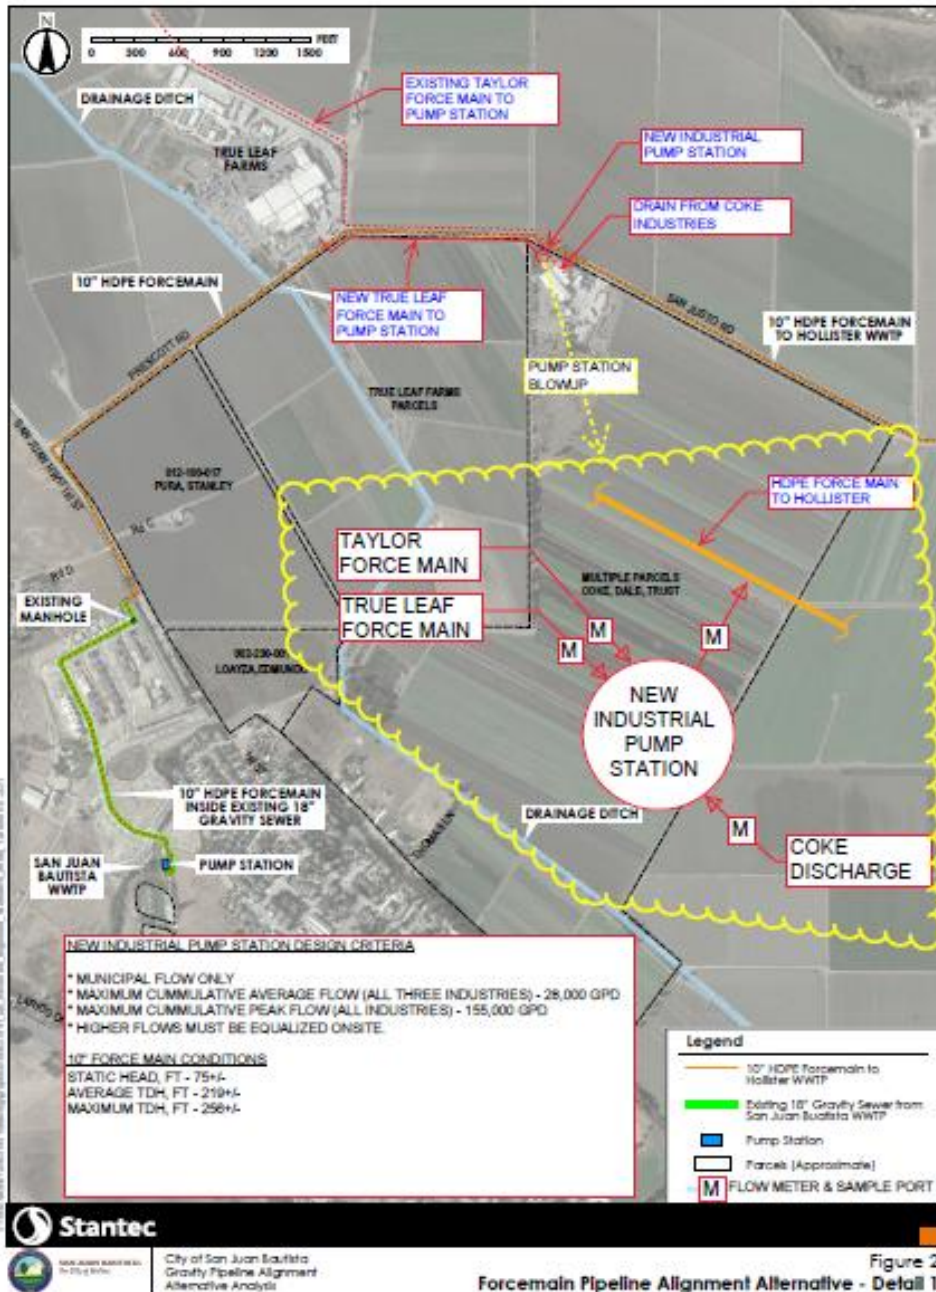 N
FEET
0 300 600 900 1200 1500
DRAINAGE DITCH
EXISTING TAYLOR
FORCE MAIN TO
PUMP STATION
TRUE LEAF
FARMS
NEW INDUSTRIAL
PUMP STATION
DRAIN FROM COKE
INDUSTRIES
10" HDPE FORCEMAIN
NEW TRUE LEAF
FORCE MAIN TO
PUMP STATION
SAN JUSTO RD
10" HDPE FORCEMAIN
TO HOLLISTER WWTP
PRESCOTT RD
PUMP STATION
BLOWUP
TRUE LEAF FARMS
PARCELS
PURA, STANLEY
HDPE FORCE MAIN
TO HOLLISTER
Rd C
Rd D
TAYLOR
FORCE MAIN
MULTIPLE PARCELS
COKE, DALE, TRUST
EXISTING
MANHOLE
TRUE LEAF
FORCE MAIN
M
M
M
LOAYZA, EDMUNDO
NEW
INDUSTRIAL
PUMP
STATION
10" HDPE FORCEMAIN
INSIDE EXISTING 18"
GRAVITY SEWER
DRAINAGE DITCH
M
COKE
DISCHARGE
SAN JUAN
BAUTISTA
WWTP
PUMP STATION
NEW INDUSTRIAL PUMP STATION DESIGN CRITERIA
* MUNICIPAL FLOW ONLY
* MAXIMUM CUMMULATIVE AVERAGE FLOW (ALL THREE INDUSTRIES) - 28,000 GPD
* MAXIMUM CUMMULATIVE PEAK FLOW (ALL INDUSTRIES) - 155,000 GPD
* HIGHER FLOWS MUST BE EQUALIZED ONSITE.
10" FORCE MAIN CONDITIONS
STATIC HEAD, FT - 75+/-
AVERAGE TDH, FT - 219+/-
MAXIMUM TDH, FT - 256+/-
Legend
10" HDPE Forcemain to
Hollister WWTP
Existing 18" Gravity Sewer from
San Juan Buatista WWTP
Pump Station
Parcels (Approximate)
M FLOW METER & SAMPLE PORT
Stantec
City of San Juan Bautista
Gravity Pipeline Alignment
Alternative Analysis
Figure 2
Forcemain Pipeline Alignment Alternative - Detail 1